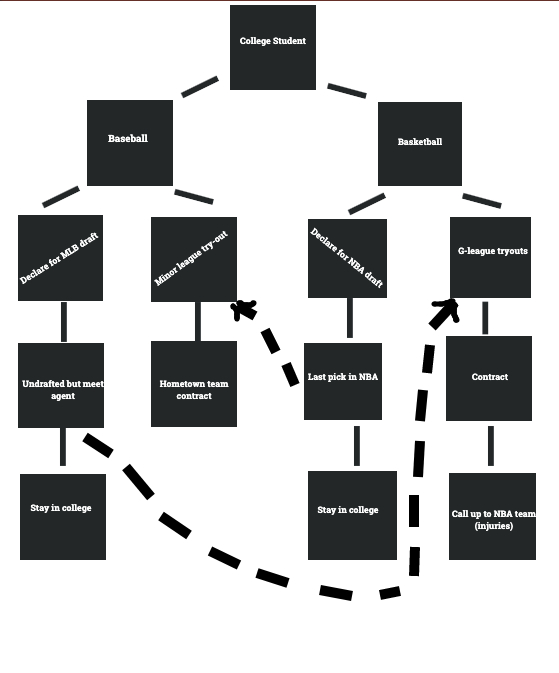 College Student
Baseball
Basketball
Declare for MLB draft
Minor league try-out
Declare for NBA draft
G-league tryouts
Undrafted but meet
agent
Hometown team
contract
Last pick in NBA
Contract
Stay in college
Stay in college
Call up to NBA team
(injuries)